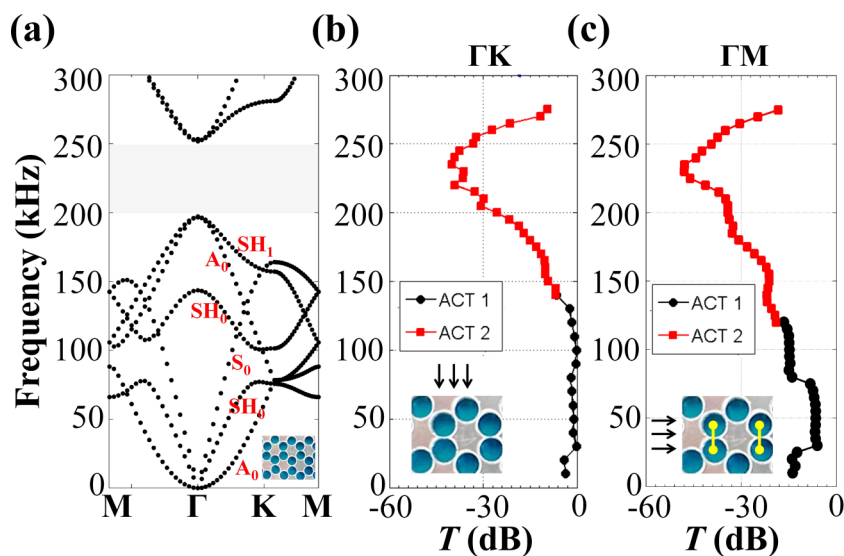 (a)
(b)
(c)
ΓK
ΓM
Frequency (kHz)
300
250
200
150
100
50
0
SH₁
A₀
SH₀
S₀
SH₀
A₀
M Γ K M
300
250
200
150
100
50
0
ACT 1
ACT 2
-60 -30 0
T (dB)
300
250
200
150
100
50
0
ACT 1
ACT 2
-60 -30 0
T (dB)